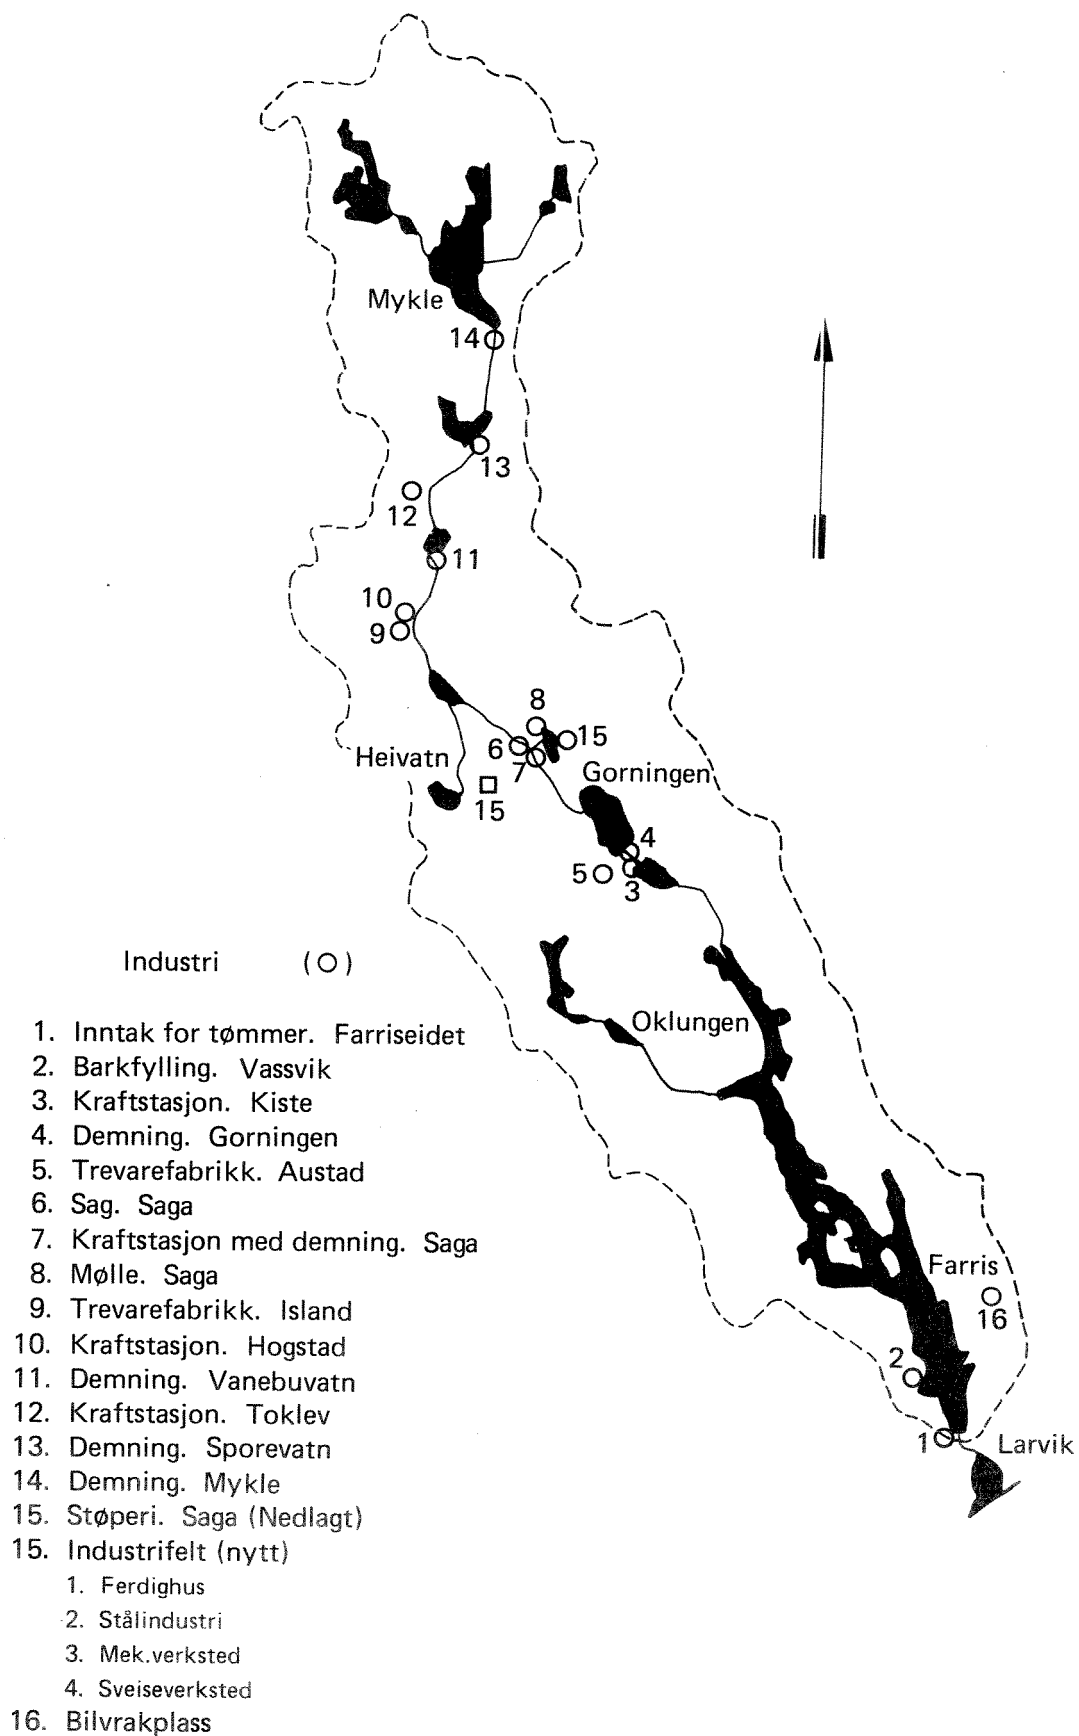 Mykle
14
13
12
11
10
9
8
6
15
7
Heivatn
Gorningen
15
4
5
3
Industri (O)
Oklungen
1. Inntak for tømmer. Farriseidet
2. Barkfylling. Vassvik
3. Kraftstasjon. Kiste
4. Demning. Gorningen
5. Trevarefabrikk. Austad
6. Sag. Saga
7. Kraftstasjon med demning. Saga
8. Mølle. Saga
9. Trevarefabrikk. Island
10. Kraftstasjon. Hogstad
11. Demning. Vanebuvatn
12. Kraftstasjon. Toklev
13. Demning. Sporevatn
14. Demning. Mykle
15. Støperi. Saga (Nedlagt)
15. Industrifelt (nytt)
1. Ferdighus
2. Stålindustri
3. Mek.verksted
4. Sveiseverksted
16. Bilvrakplass
Farris
16
2
1
Larvik